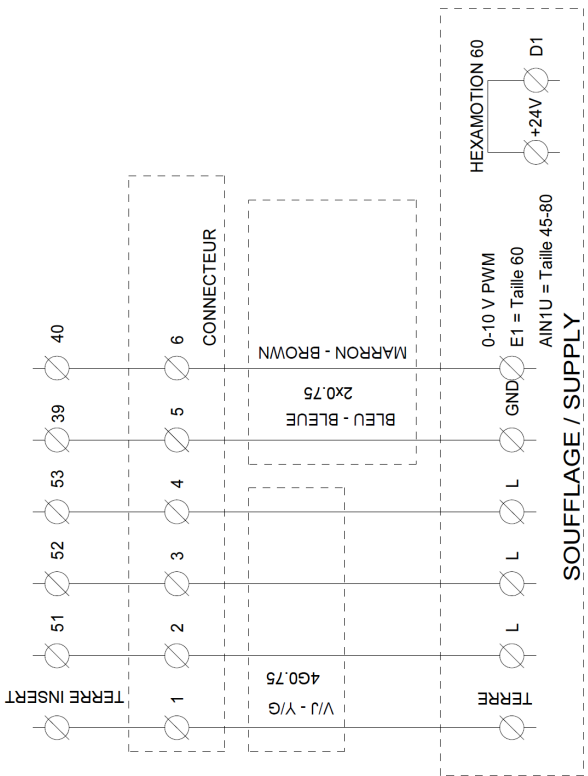 TERRE INSERT
51
52
53
39
40
1
2
3
4
5
6
CONNECTEUR
V/J - Y/G
4G0.75
BLEU - BLEUE
2x0.75
MARRON - BROWN
TERRE
L
L
L
GND
0-10 V PWM
E1 = Taille 60
AIN1U = Taille 45-80
HEXAMOTION 60
+24V
D1
SOUFFLAGE / SUPPLY